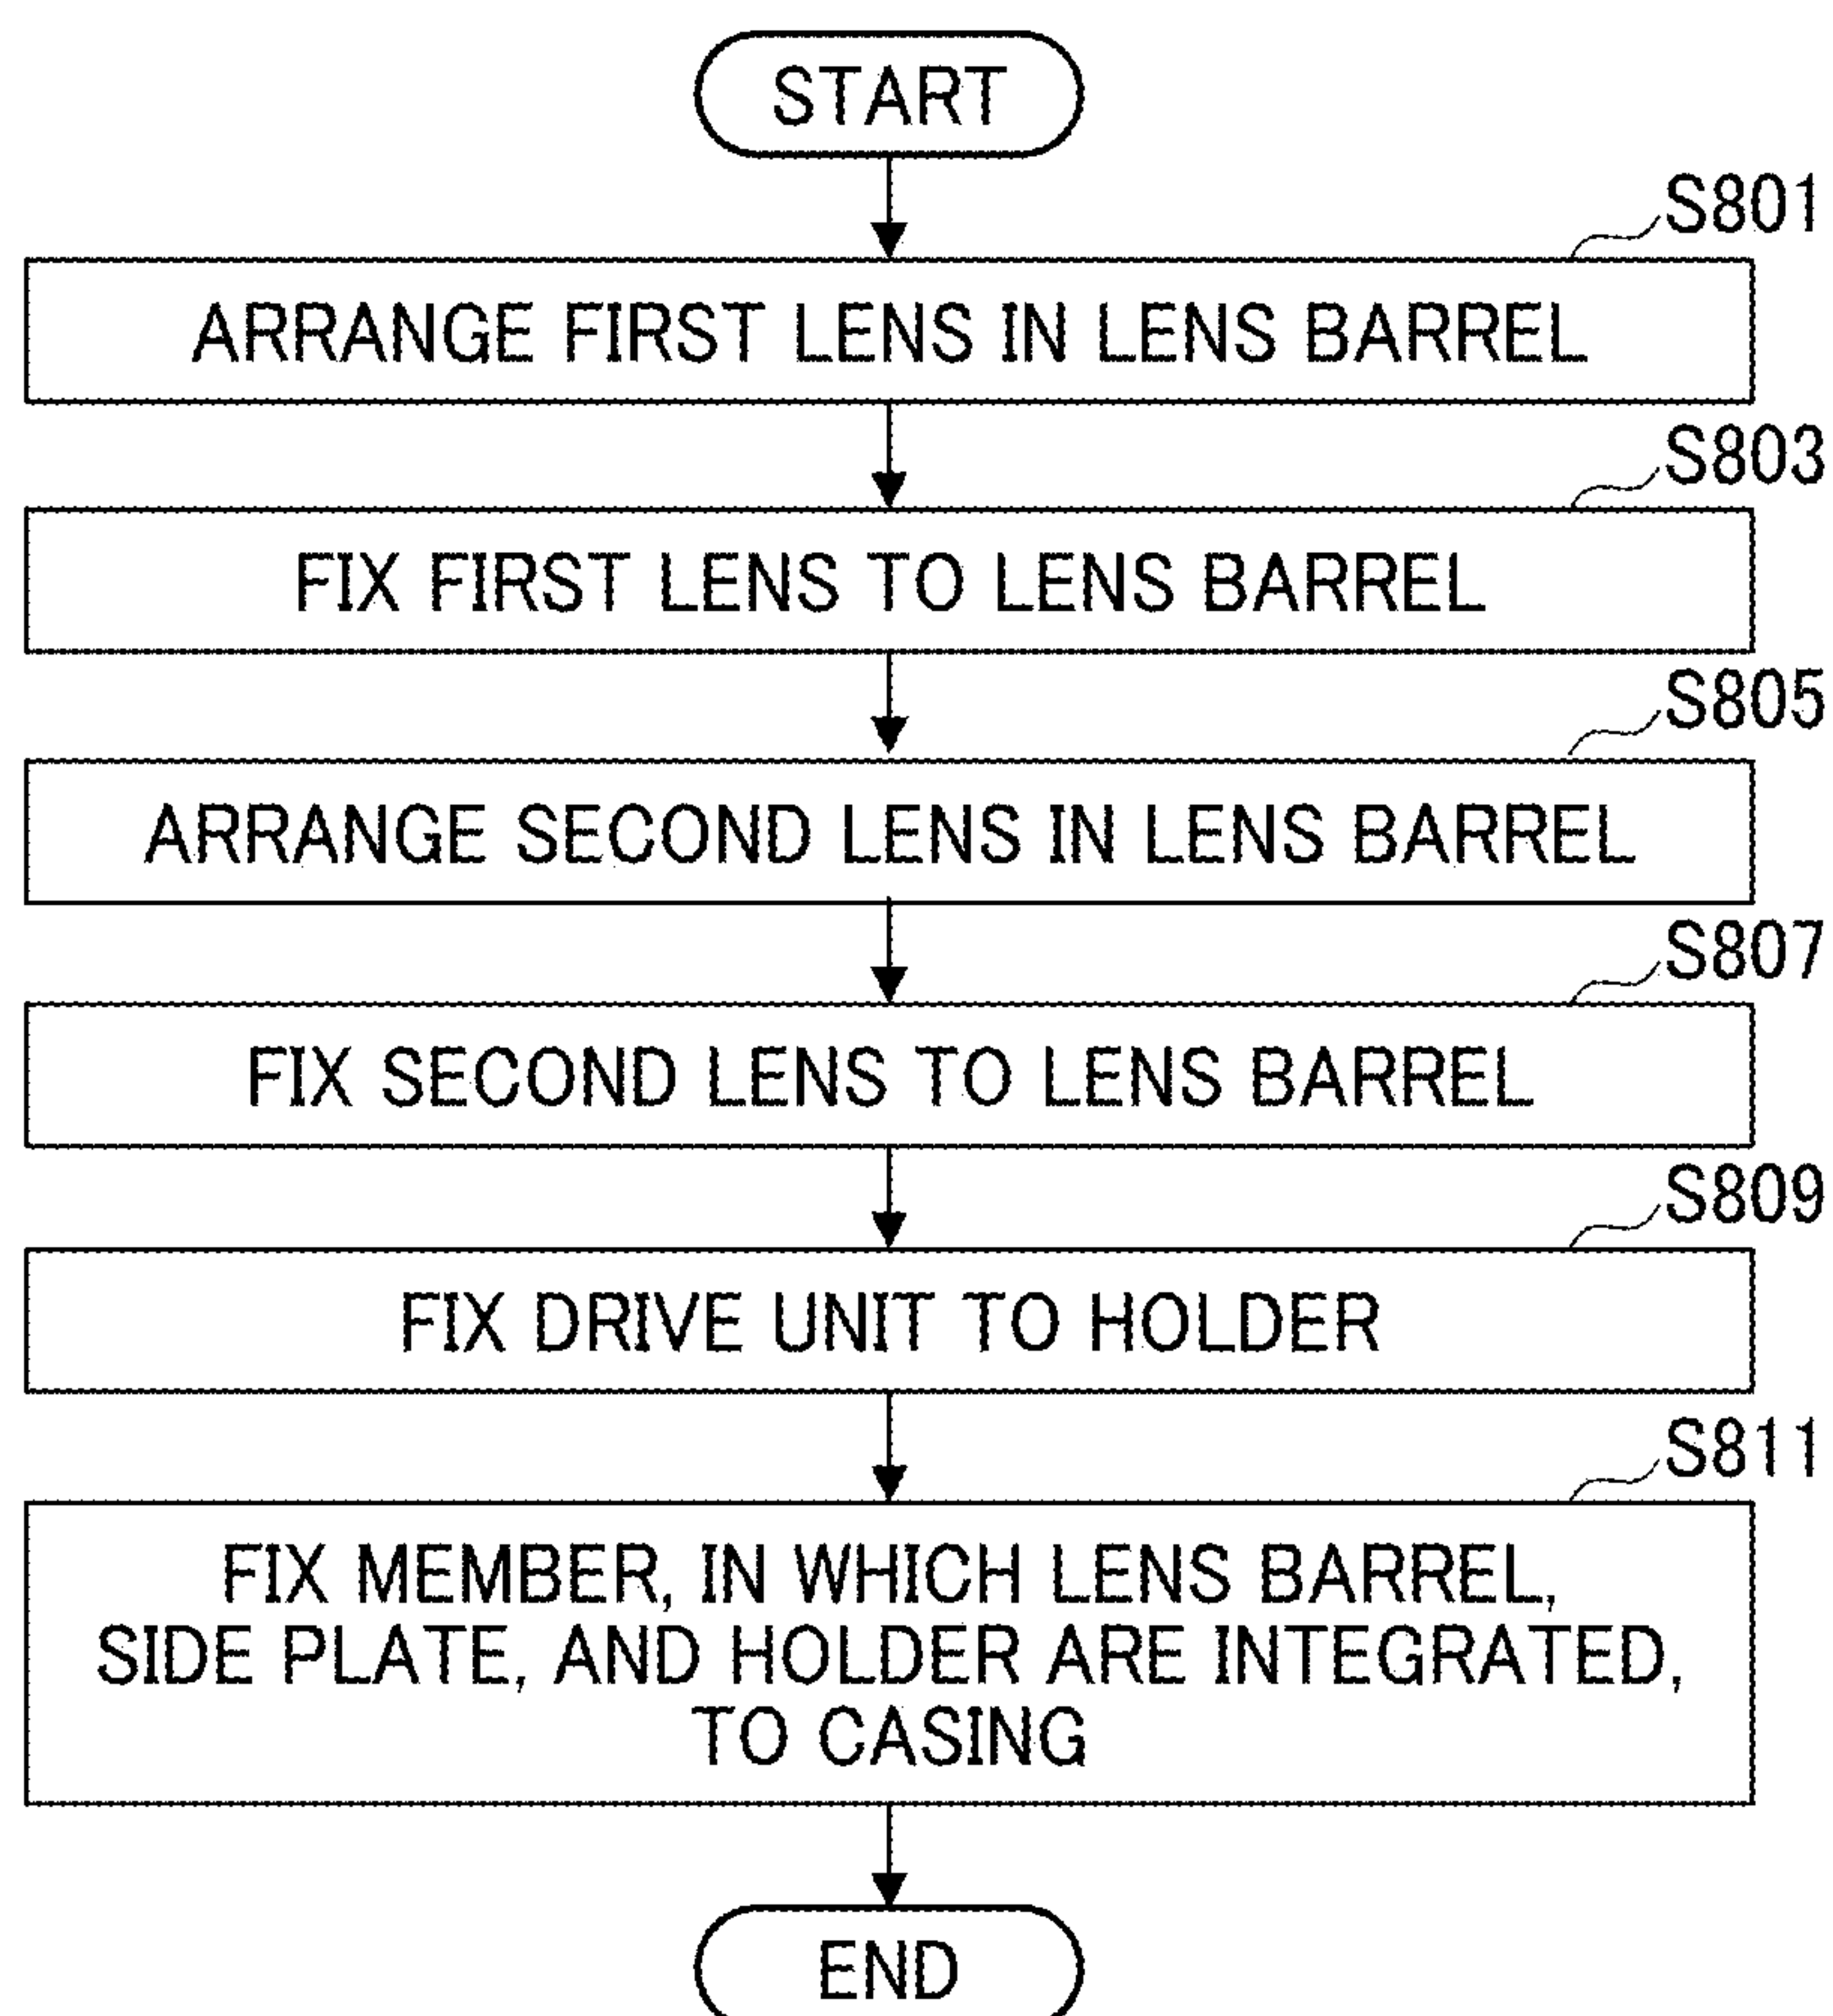 START
S801
ARRANGE FIRST LENS IN LENS BARREL
S803
FIX FIRST LENS TO LENS BARREL
S805
ARRANGE SECOND LENS IN LENS BARREL
S807
FIX SECOND LENS TO LENS BARREL
S809
FIX DRIVE UNIT TO HOLDER
S811
FIX MEMBER, IN WHICH LENS BARREL,
SIDE PLATE, AND HOLDER ARE INTEGRATED,
TO CASING
END